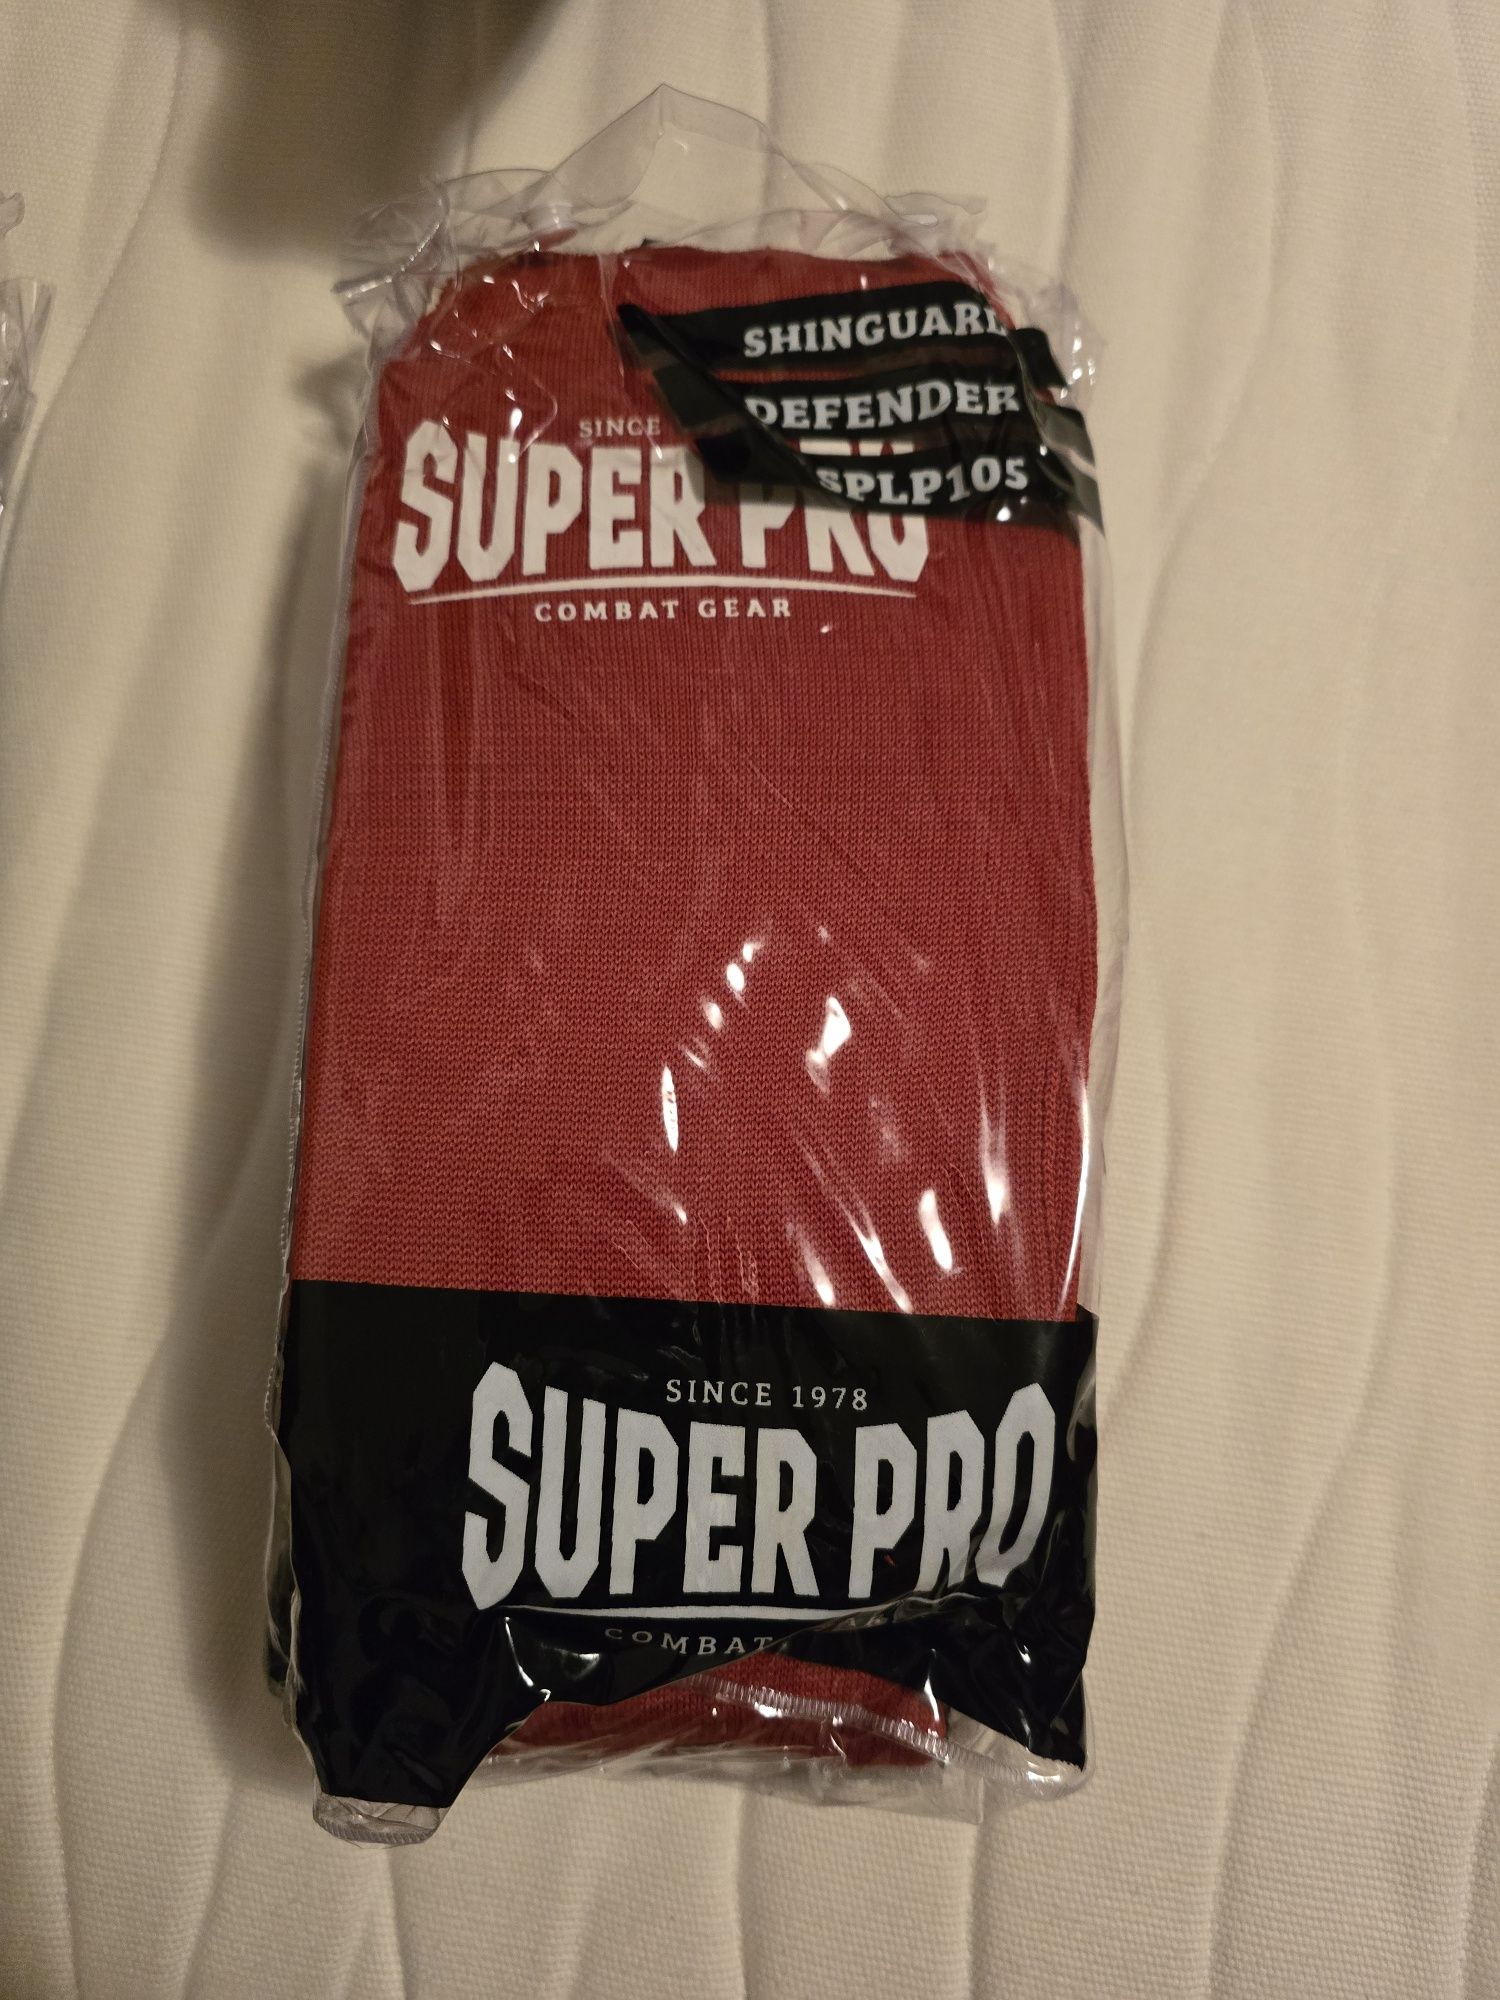 SHINGUARD
DEFENDER
SPLP105
SINCE
SUPER PRO
COMBAT GEAR
SINCE 1978
SUPER PRO
COMBAT